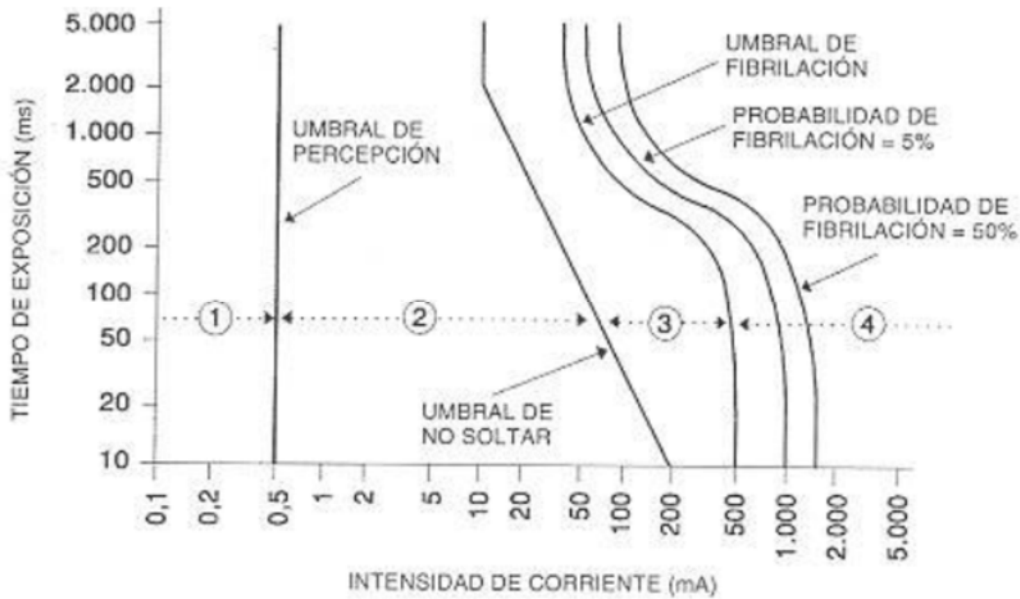 5.000
2.000
1.000
500
200
100
50
20
10
TIEMPO DE EXPOSICIÓN (ms)
UMBRAL DE
FIBRILACIÓN
PROBABILIDAD DE
FIBRILACIÓN = 5%
UMBRAL DE
PERCEPCIÓN
PROBABILIDAD DE
FIBRILACIÓN = 50%
1
2
3
4
UMBRAL DE
NO SOLTAR
0,1
0,2
0,5
1
2
5
10
20
50
100
200
500
1.000
2.000
5.000
INTENSIDAD DE CORRIENTE (mA)